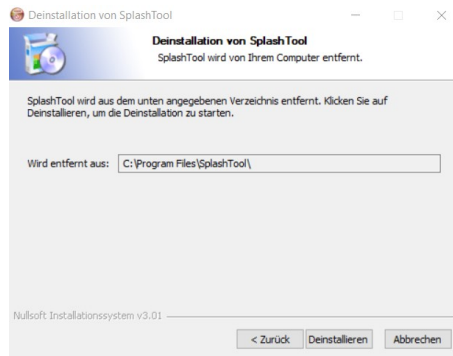 Deinstallation von SplashTool
Deinstallation von SplashTool
SplashTool wird von Ihrem Computer entfernt.
SplashTool wird aus dem unten angegebenen Verzeichnis entfernt. Klicken Sie auf
Deinstallieren, um die Deinstallation zu starten.
Wird entfernt aus: C:\Program Files\SplashTool\
Nullsoft Installationssystem v3.01
< Zurück Deinstallieren Abbrechen